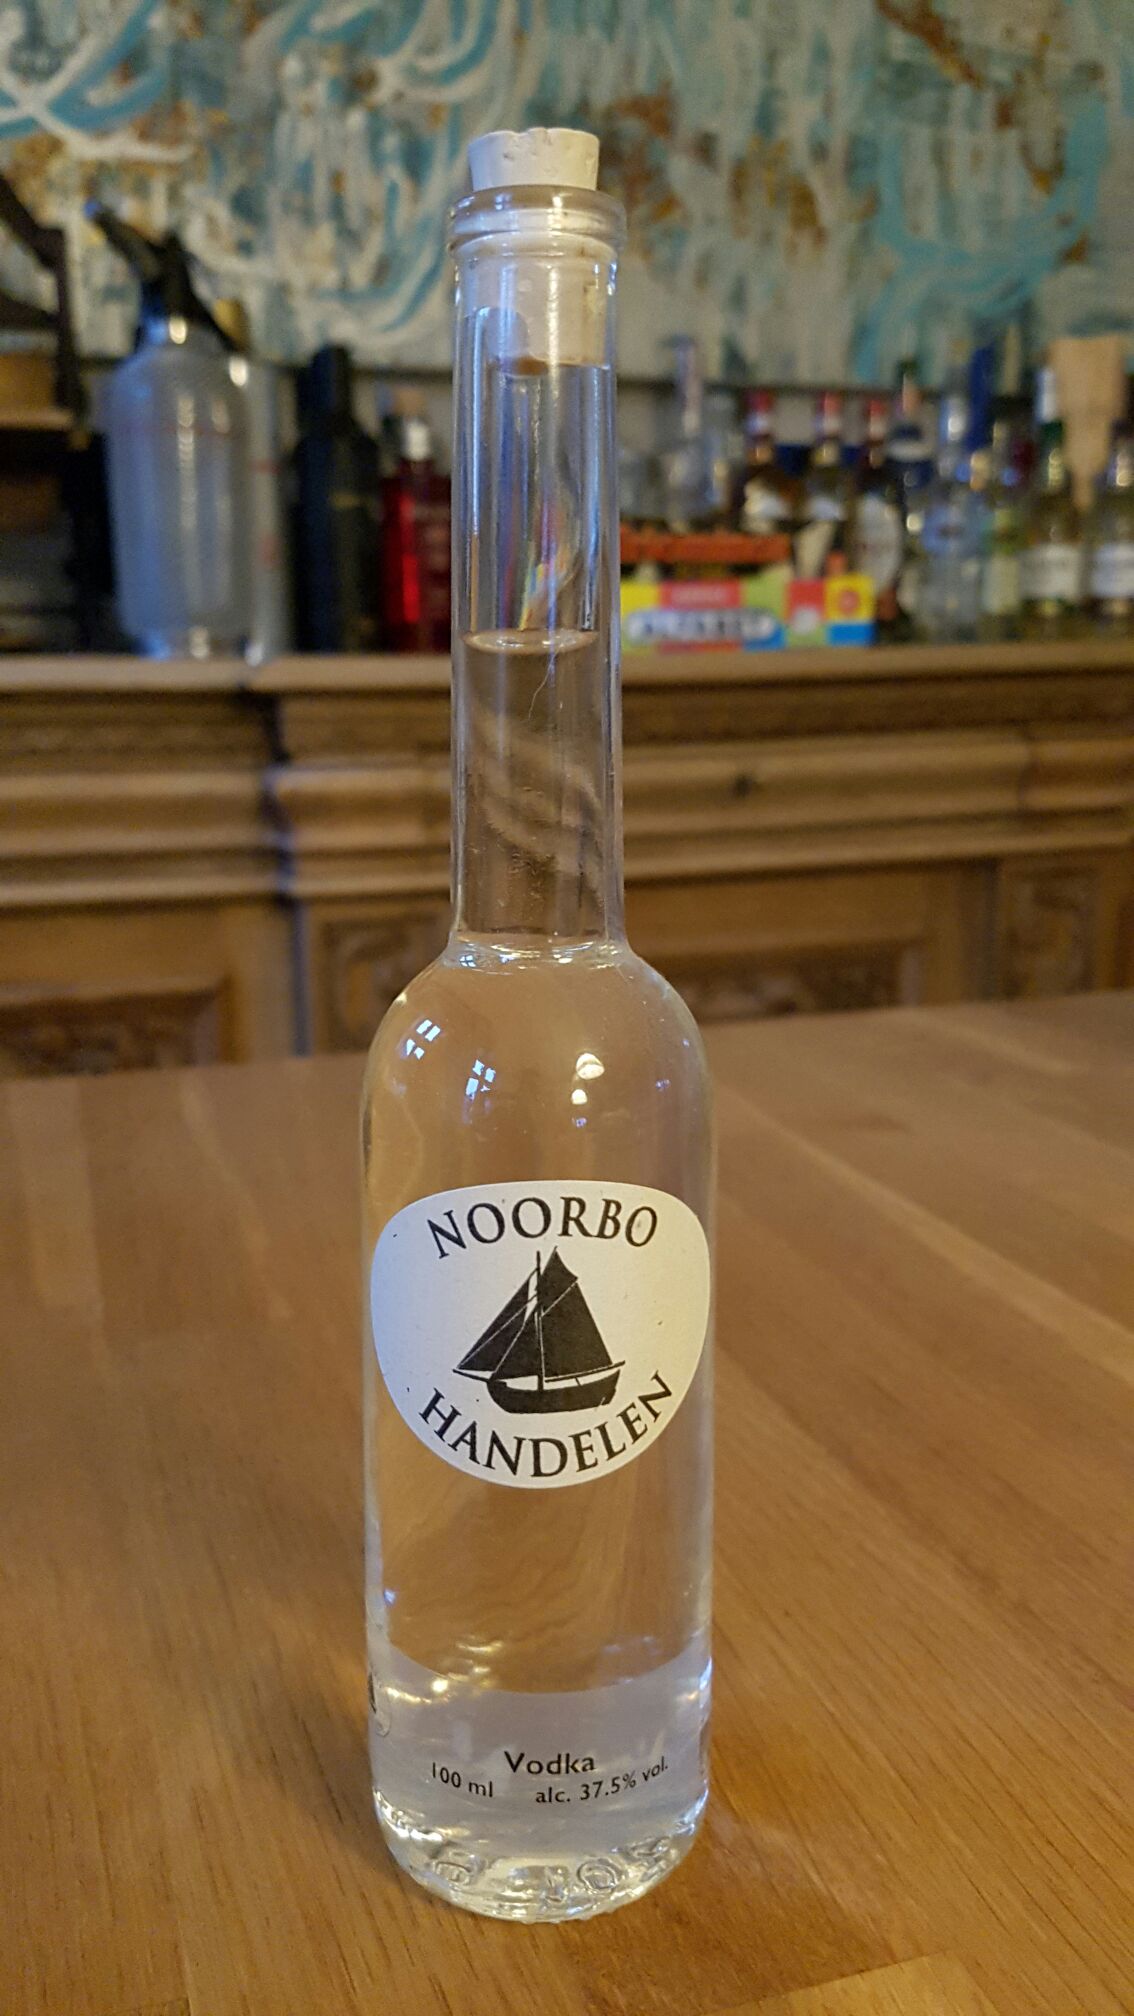 NOORBO
HANDELEN
Vodka
100 ml alc. 37.5% vol.